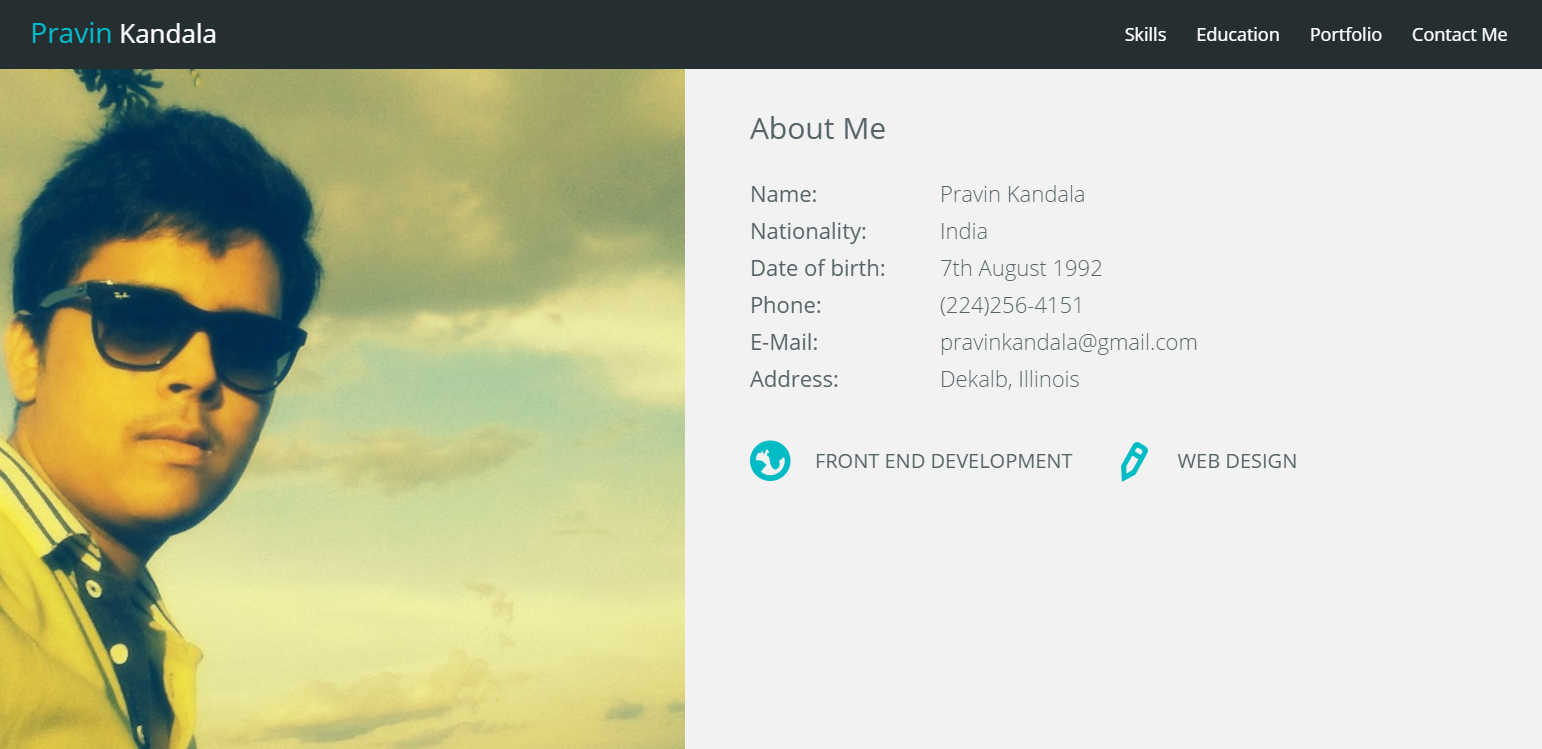 Pravin Kandala
Skills Education Portfolio Contact Me
About Me
Name: Pravin Kandala
Nationality: India
Date of birth: 7th August 1992
Phone: (224)256-4151
E-Mail: pravinkandala@gmail.com
Address: Dekalb, Illinois
FRONT END DEVELOPMENT WEB DESIGN